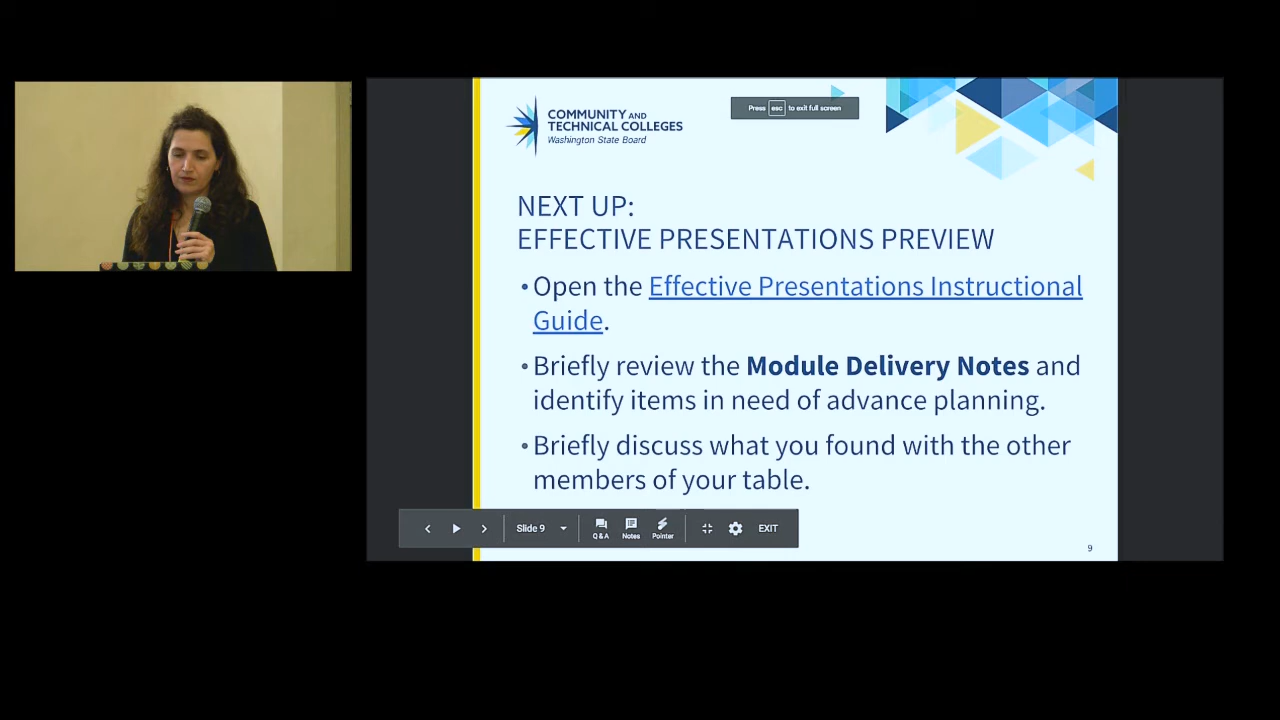 COMMUNITY AND
TECHNICAL COLLEGES
Washington State Board
Press esc to exit full screen
NEXT UP:
EFFECTIVE PRESENTATIONS PREVIEW
• Open the Effective Presentations Instructional
Guide.
• Briefly review the Module Delivery Notes and
identify items in need of advance planning.
• Briefly discuss what you found with the other
members of your table.
Slide 9
Q & A
Notes
Pointer
EXIT
9